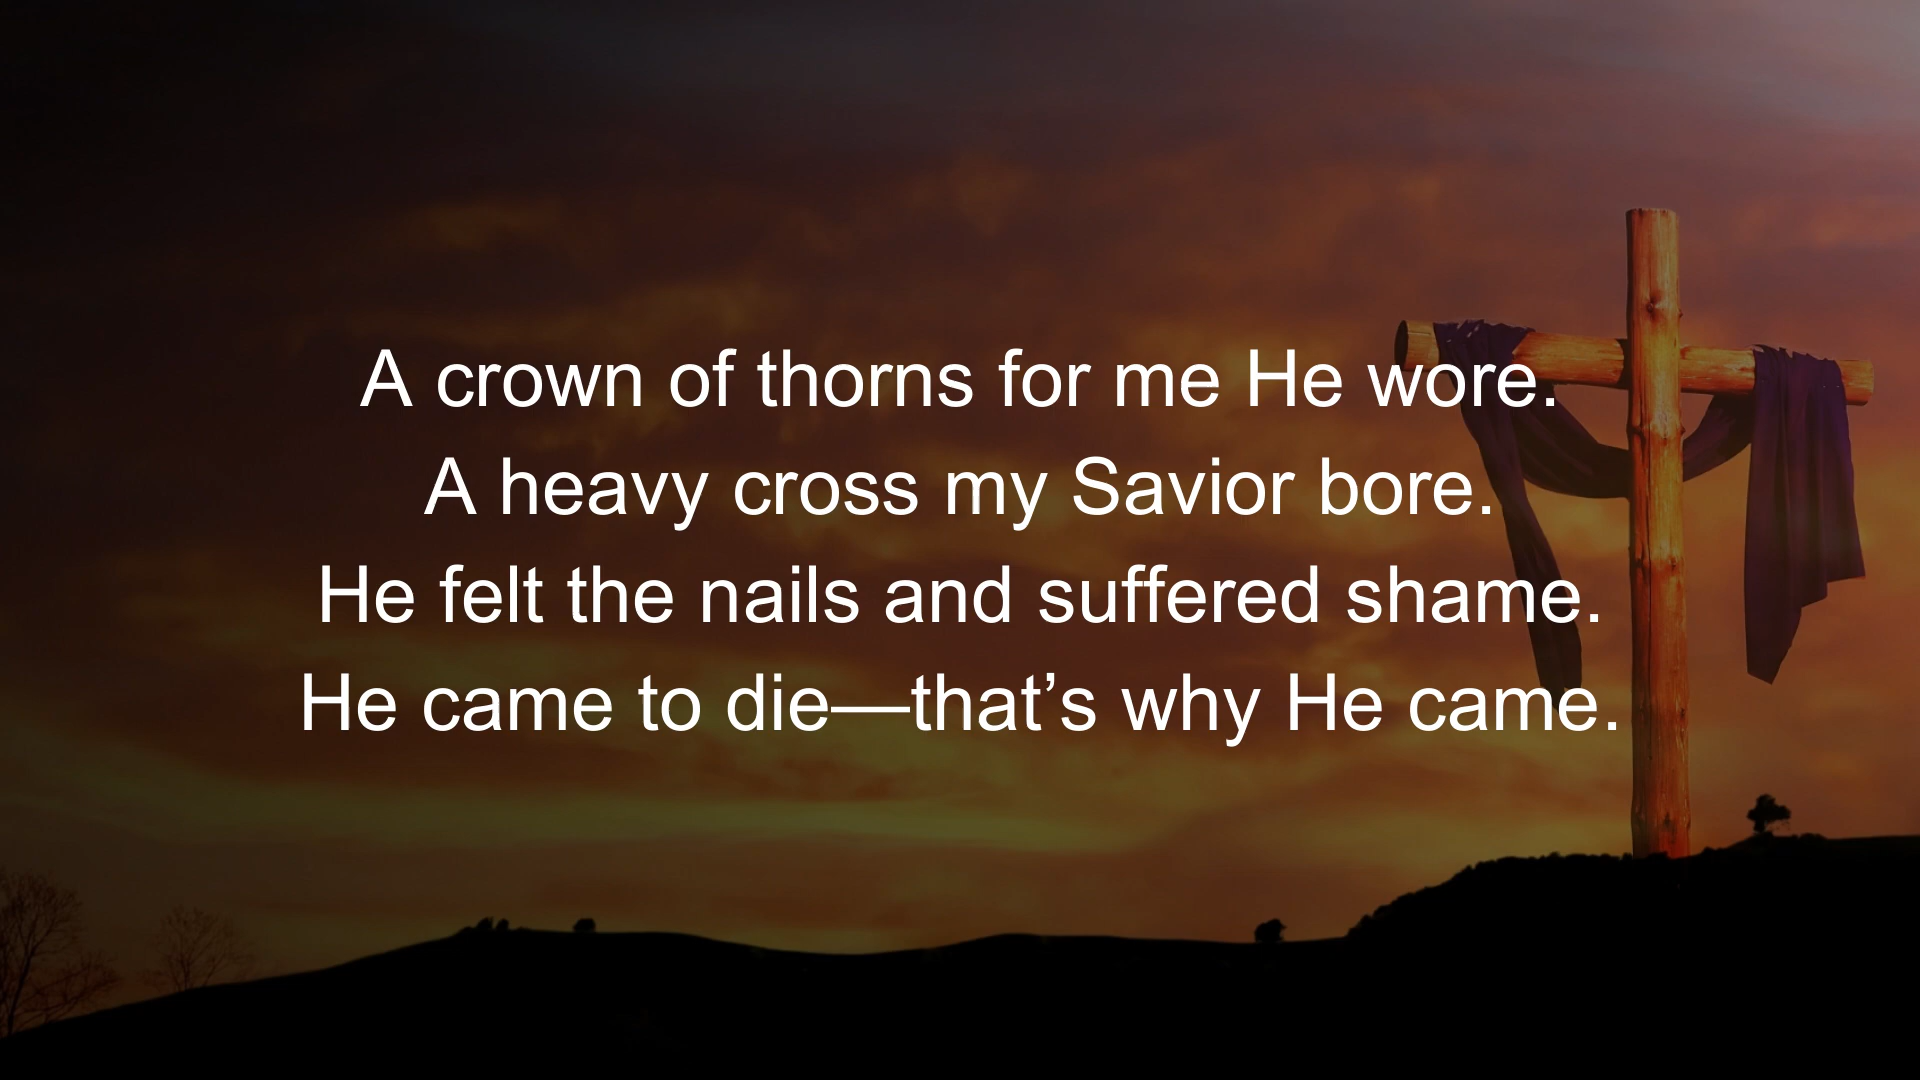 A crown of thorns for me He wore.
A heavy cross my Savior bore.
He felt the nails and suffered shame.
He came to die—that’s why He came.